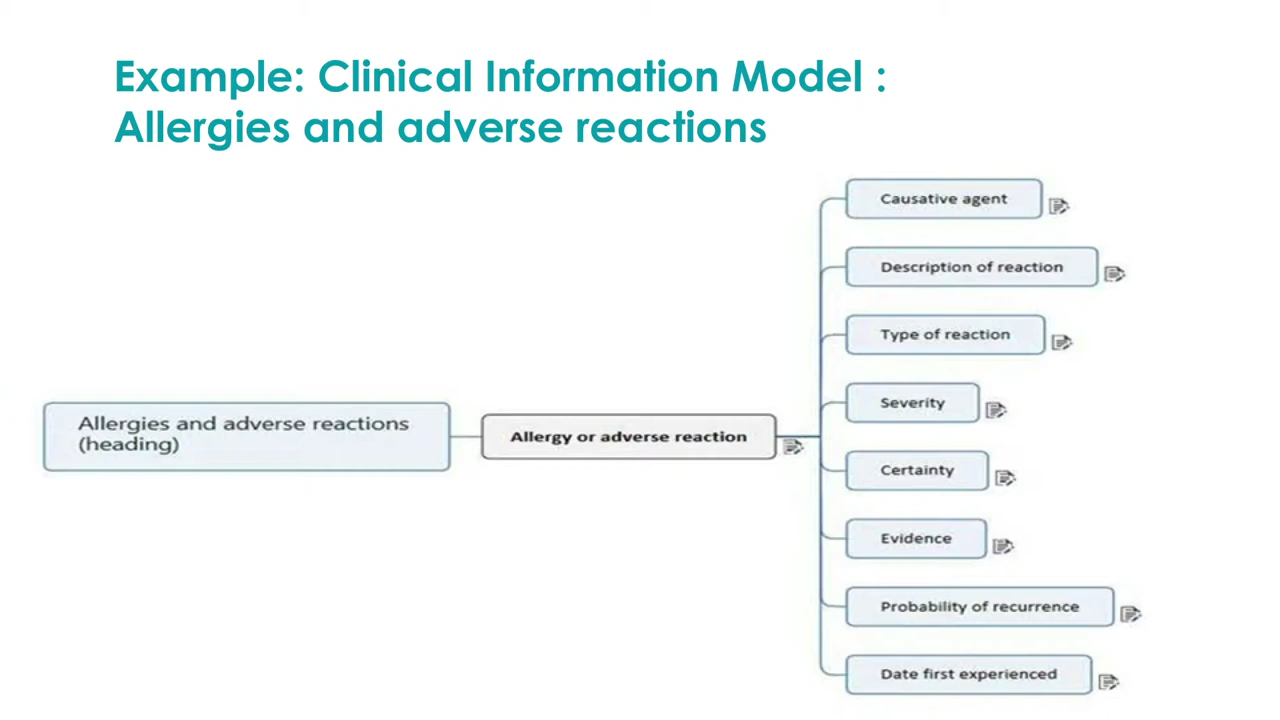 Example: Clinical Information Model :
Allergies and adverse reactions
Allergies and adverse reactions
(heading)
Allergy or adverse reaction
Causative agent
Description of reaction
Type of reaction
Severity
Certainty
Evidence
Probability of recurrence
Date first experienced